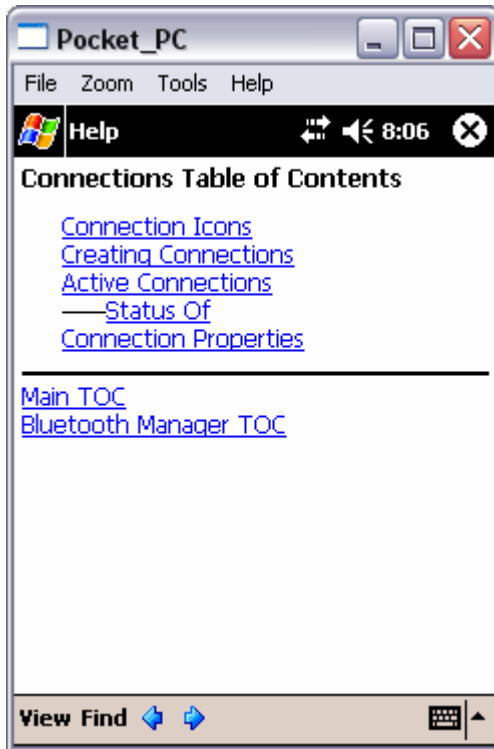 Pocket_PC
File Zoom Tools Help
Help 8:06
Connections Table of Contents
Connection Icons
Creating Connections
Active Connections
Status Of
Connection Properties
Main TOC
Bluetooth Manager TOC
View Find